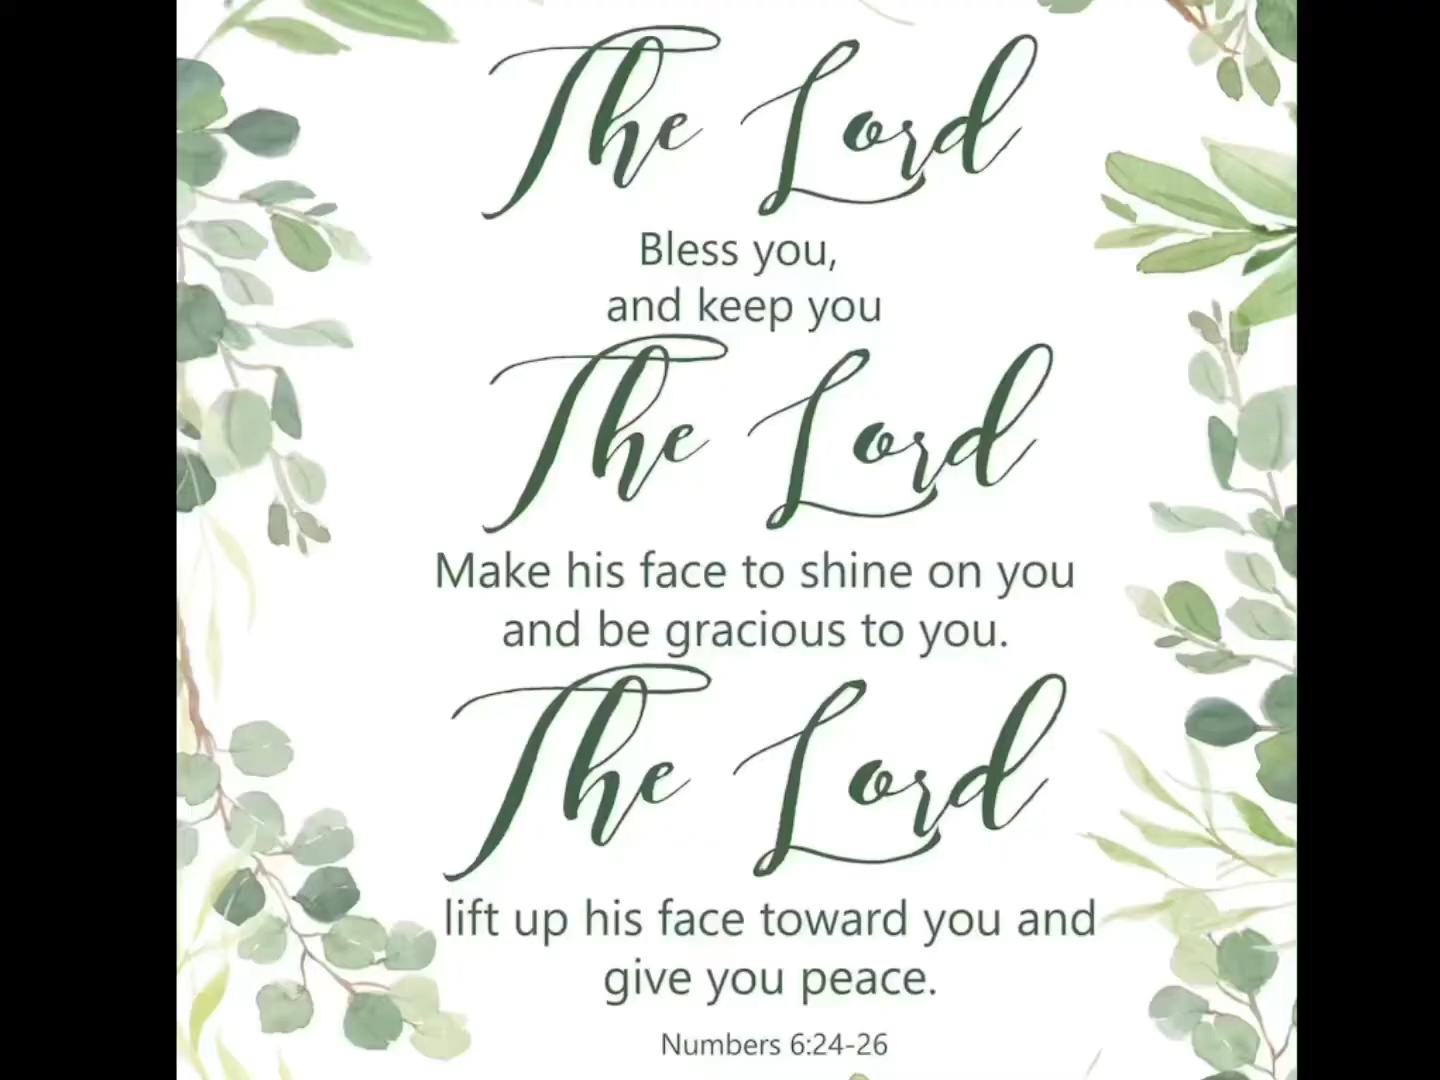 The Lord
Bless you,
and keep you
The Lord
Make his face to shine on you
and be gracious to you.
The Lord
lift up his face toward you and
give you peace.
Numbers 6:24-26